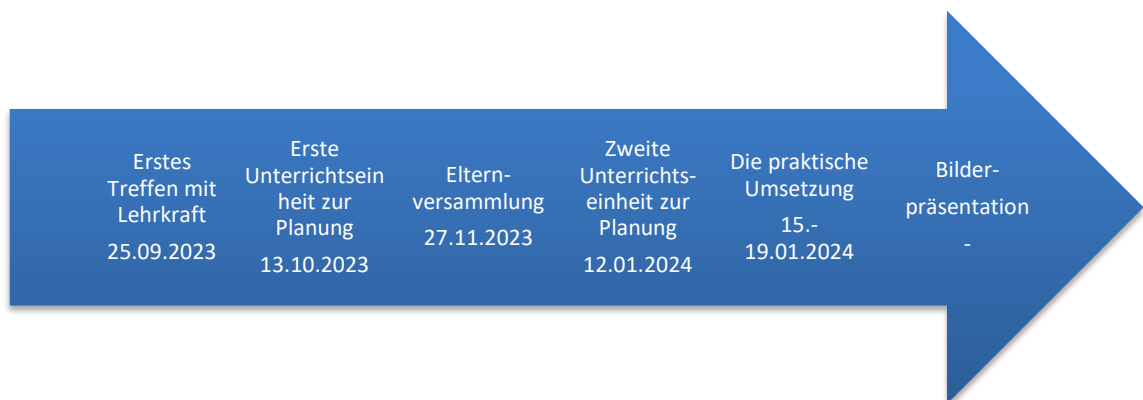 Erstes
Treffen mit
Lehrkraft
25.09.2023
Erste
Unterrichtsein
heit zur
Planung
13.10.2023
Eltern-
versammlung
27.11.2023
Zweite
Unterrichts-
einheit zur
Planung
12.01.2024
Die praktische
Umsetzung
15.-
19.01.2024
Bilder-
präsentation
-